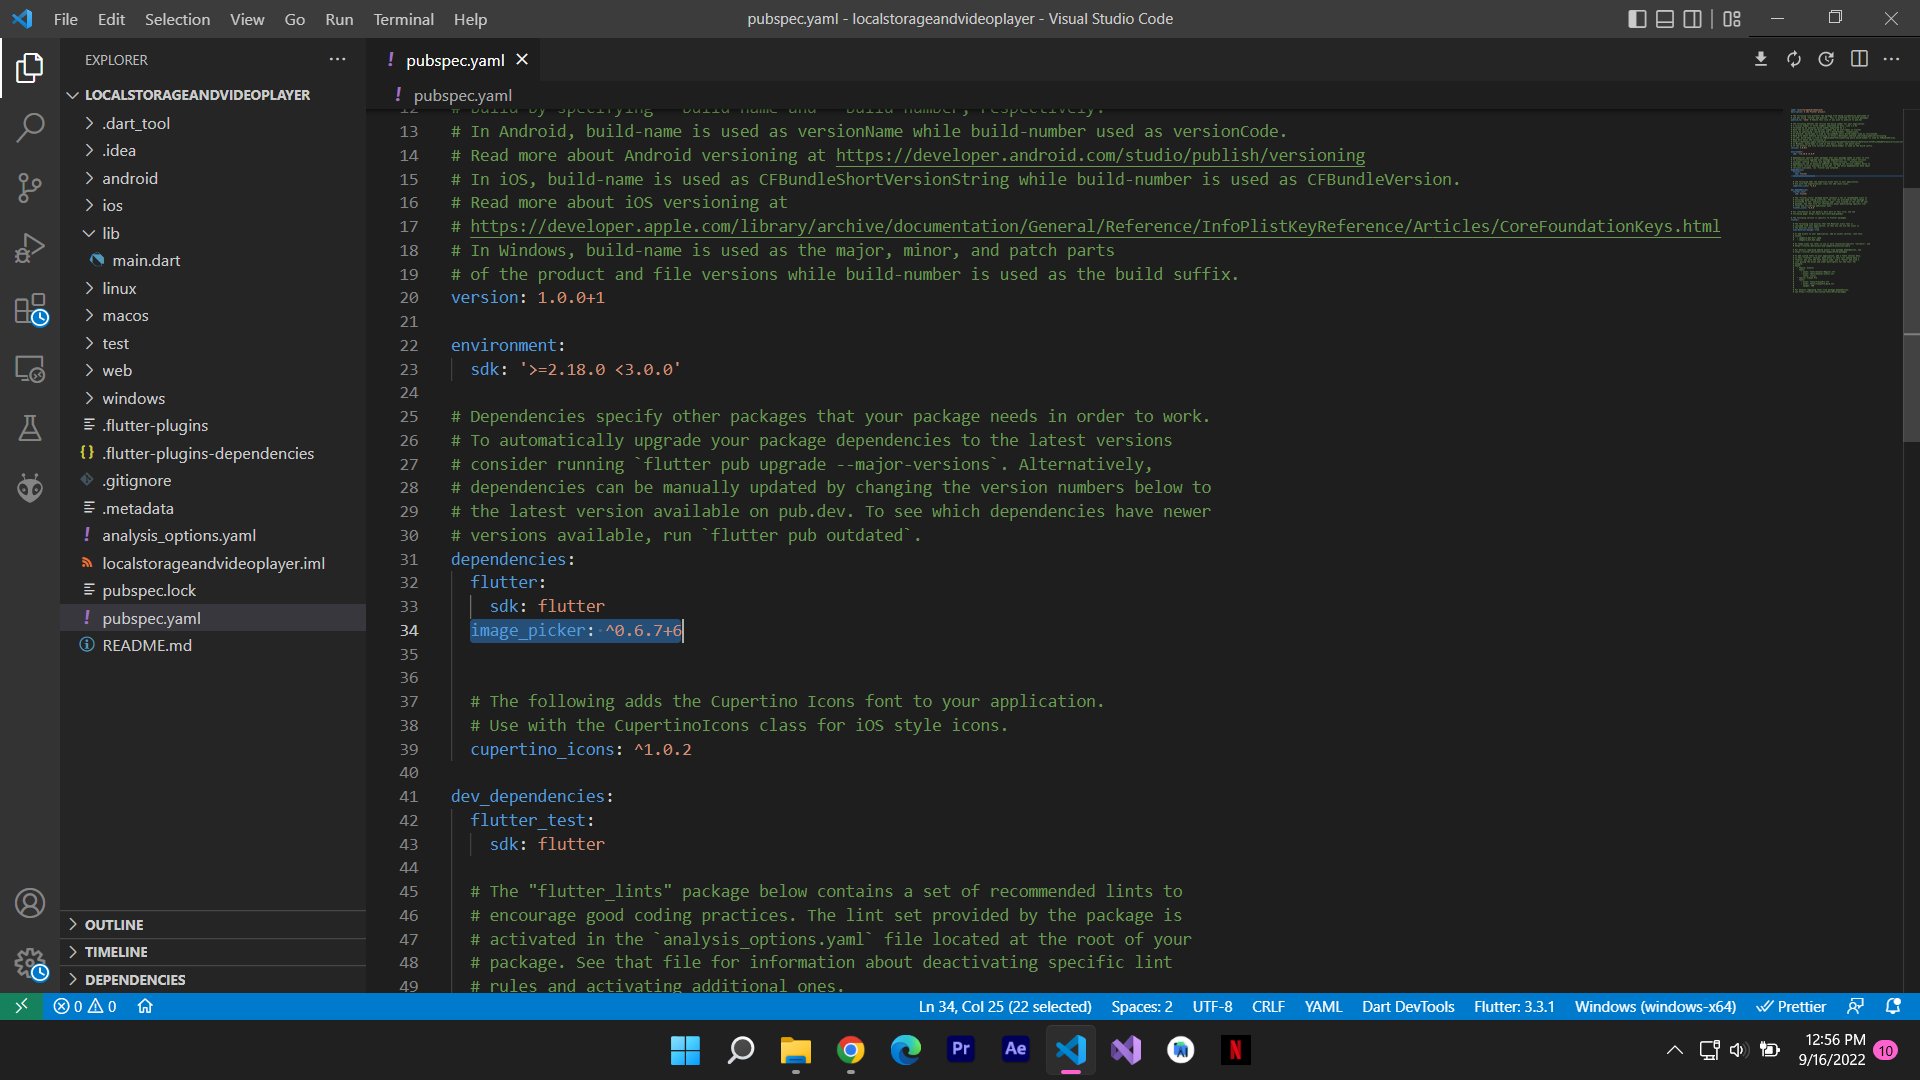 File Edit Selection View Go Run Terminal Help
pubspec.yaml - localstorageandvideoplayer - Visual Studio Code
EXPLORER
LOCALSTORAGEANDVIDEOPLAYER
.dart_tool
.idea
android
ios
lib
main.dart
linux
macos
test
web
windows
.flutter-plugins
{} .flutter-plugins-dependencies
.gitignore
.metadata
! analysis_options.yaml
localstorageandvideoplayer.iml
pubspec.lock
! pubspec.yaml
README.md
OUTLINE
TIMELINE
DEPENDENCIES
! pubspec.yaml
! pubspec.yaml
12 # build by specifying --build-name and --build-number, respectively.
13 # In Android, build-name is used as versionName while build-number used as versionCode.
14 # Read more about Android versioning at https://developer.android.com/studio/publish/versioning
15 # In iOS, build-name is used as CFBundleShortVersionString while build-number is used as CFBundleVersion.
16 # Read more about iOS versioning at
17 # https://developer.apple.com/library/archive/documentation/General/Reference/InfoPlistKeyReference/Articles/CoreFoundationKeys.html
18 # In Windows, build-name is used as the major, minor, and patch parts
19 # of the product and file versions while build-number is used as the build suffix.
20 version: 1.0.0+1
21
22 environment:
23 sdk: '>=2.18.0 <3.0.0'
24
25 # Dependencies specify other packages that your package needs in order to work.
26 # To automatically upgrade your package dependencies to the latest versions
27 # consider running `flutter pub upgrade --major-versions`. Alternatively,
28 # dependencies can be manually updated by changing the version numbers below to
29 # the latest version available on pub.dev. To see which dependencies have newer
30 # versions available, run `flutter pub outdated`.
31 dependencies:
32 flutter:
33 sdk: flutter
34 image_picker: ^0.6.7+6
35
36
37 # The following adds the Cupertino Icons font to your application.
38 # Use with the CupertinoIcons class for iOS style icons.
39 cupertino_icons: ^1.0.2
40
41 dev_dependencies:
42 flutter_test:
43 sdk: flutter
44
45 # The "flutter_lints" package below contains a set of recommended lints to
46 # encourage good coding practices. The lint set provided by the package is
47 # activated in the `analysis_options.yaml` file located at the root of your
48 # package. See that file for information about deactivating specific lint
49 # rules and activating additional ones.
0 0
Ln 34, Col 25 (22 selected) Spaces: 2 UTF-8 CRLF YAML Dart DevTools Flutter: 3.3.1 Windows (windows-x64) Prettier
Pr
Ae
N
12:56 PM
9/16/2022
10